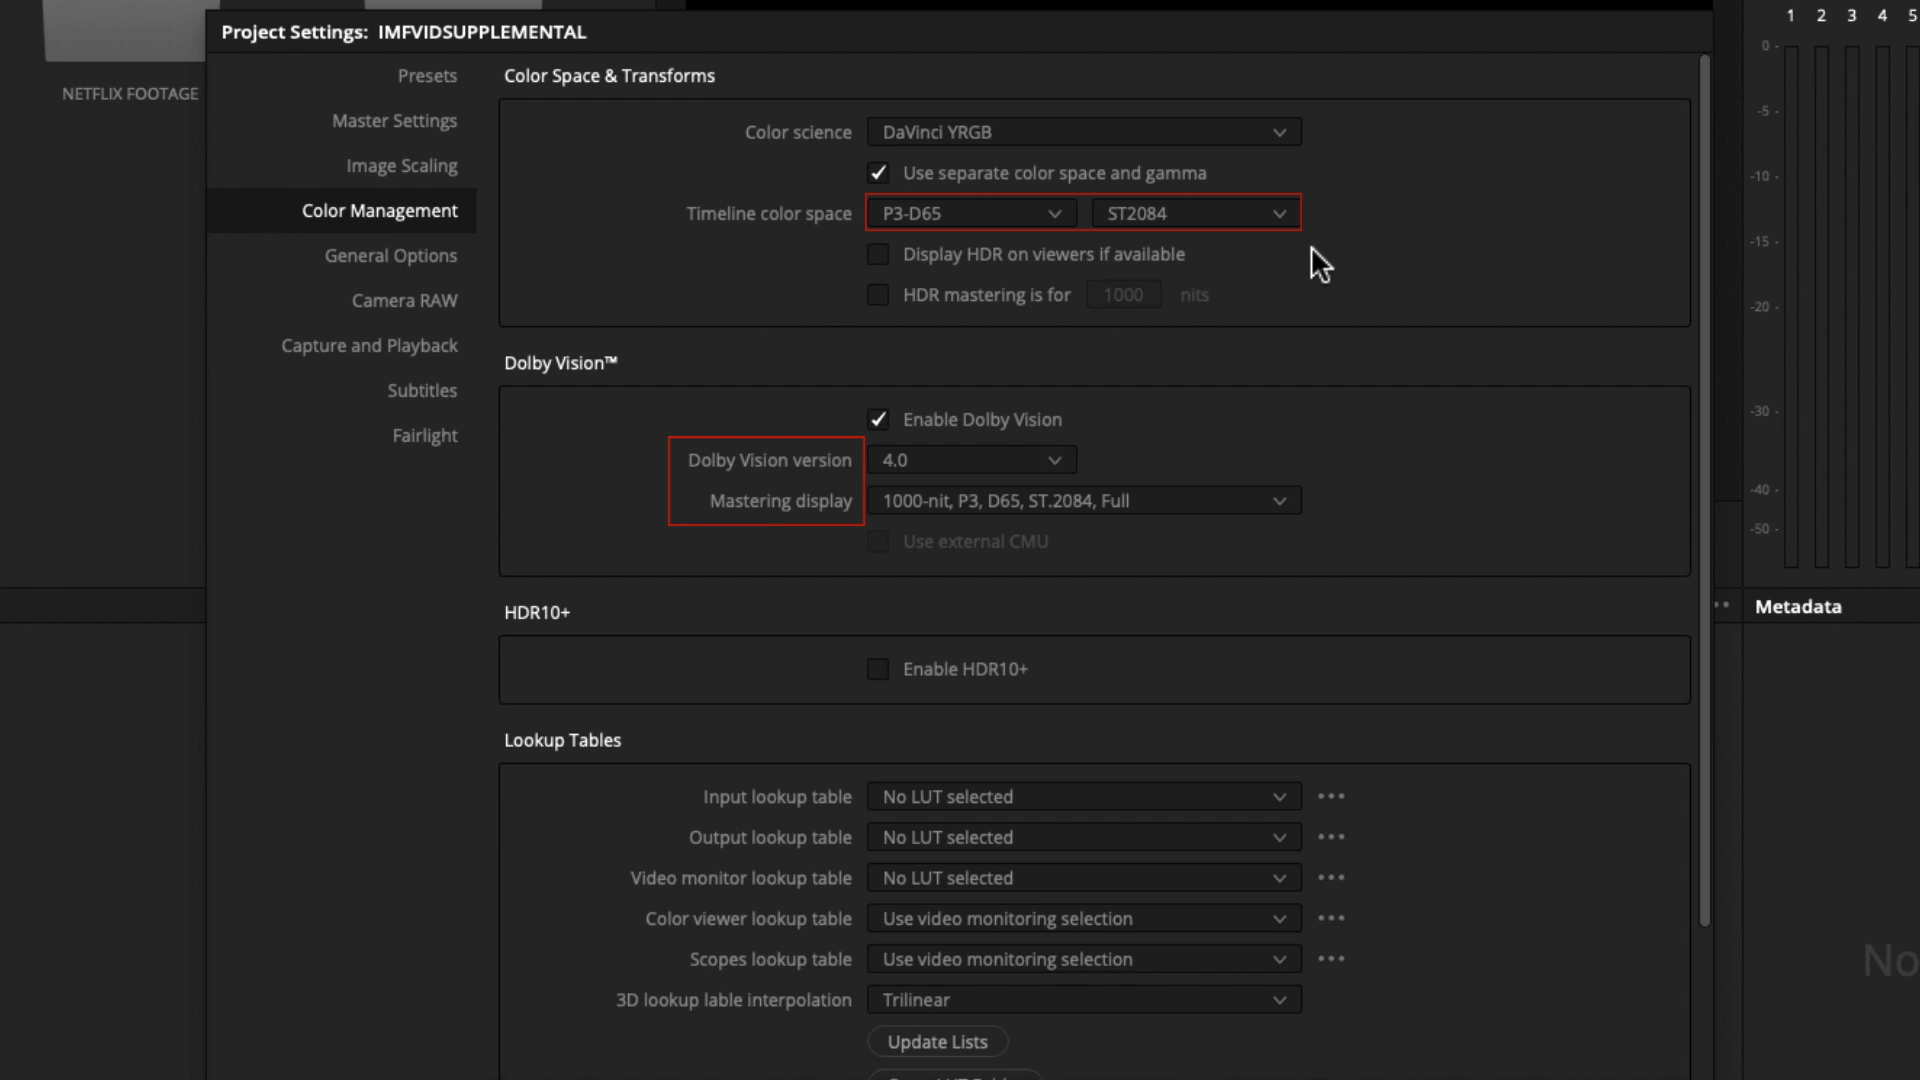 Project Settings: IMFVIDSUPPLEMENTAL
NETFLIX FOOTAGE
Presets
Master Settings
Image Scaling
Color Management
General Options
Camera RAW
Capture and Playback
Subtitles
Fairlight
Color Space & Transforms
Color science DaVinci YRGB
Use separate color space and gamma
Timeline color space P3-D65 ST2084
Display HDR on viewers if available
HDR mastering is for 1000 nits
Dolby Vision™
Enable Dolby Vision
Dolby Vision version 4.0
Mastering display 1000-nit, P3, D65, ST.2084, Full
Use external CMU
HDR10+
Enable HDR10+
Lookup Tables
Input lookup table No LUT selected
Output lookup table No LUT selected
Video monitor lookup table No LUT selected
Color viewer lookup table Use video monitoring selection
Scopes lookup table Use video monitoring selection
3D lookup lable interpolation Trilinear
Update Lists
1 2 3 4 5
0 -
-5 -
-10 -
-15 -
-20 -
-30 -
-40 -
-50 -
Metadata
No